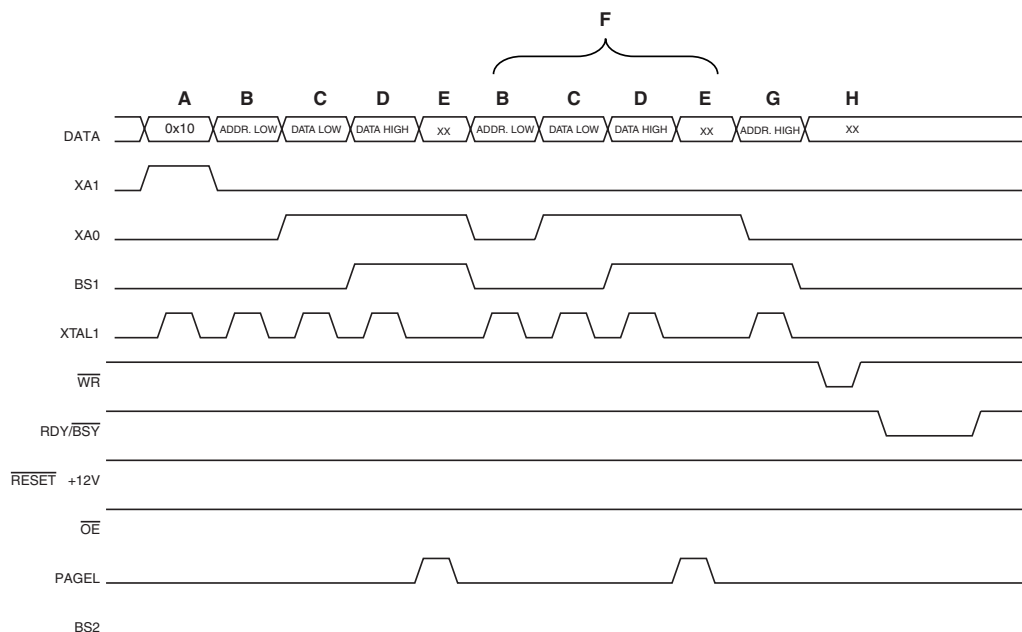 F
A B C D E B C D E G H
DATA 0x10 ADDR. LOW DATA LOW DATA HIGH XX ADDR. LOW DATA LOW DATA HIGH XX ADDR. HIGH XX
XA1
XA0
BS1
XTAL1
WR
RDY/BSY
RESET +12V
OE
PAGEL
BS2